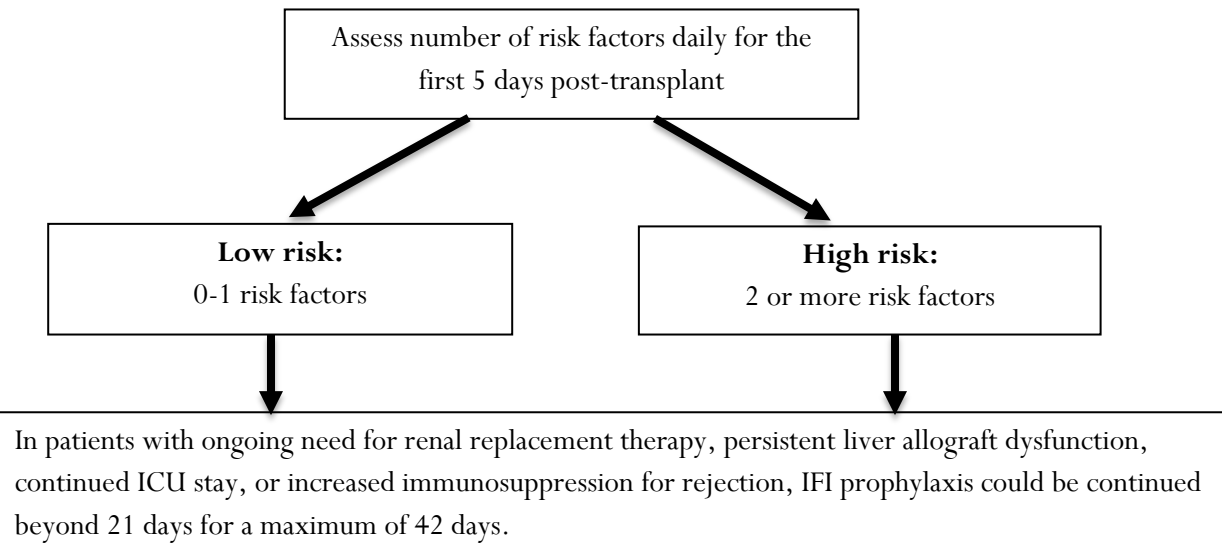 Assess number of risk factors daily for the
first 5 days post-transplant
Low risk:
0-1 risk factors
High risk:
2 or more risk factors
In patients with ongoing need for renal replacement therapy, persistent liver allograft dysfunction,
continued ICU stay, or increased immunosuppression for rejection, IFI prophylaxis could be continued
beyond 21 days for a maximum of 42 days.